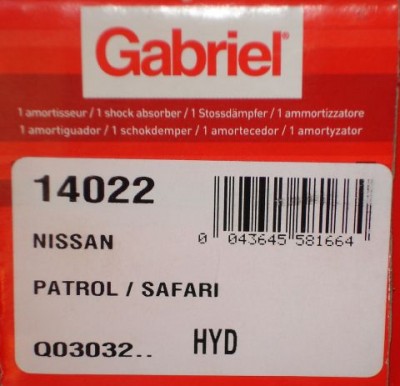 Gabriel®
1 amortisseur / 1 shock absorber / 1 Stossdämpfer / 1 ammortizzatore
1 amortiguador / 1 schokdemper / 1 amortecedor / 1 amortyzator
14022
NISSAN
0 043645 581664
PATROL / SAFARI
Q03032.. HYD